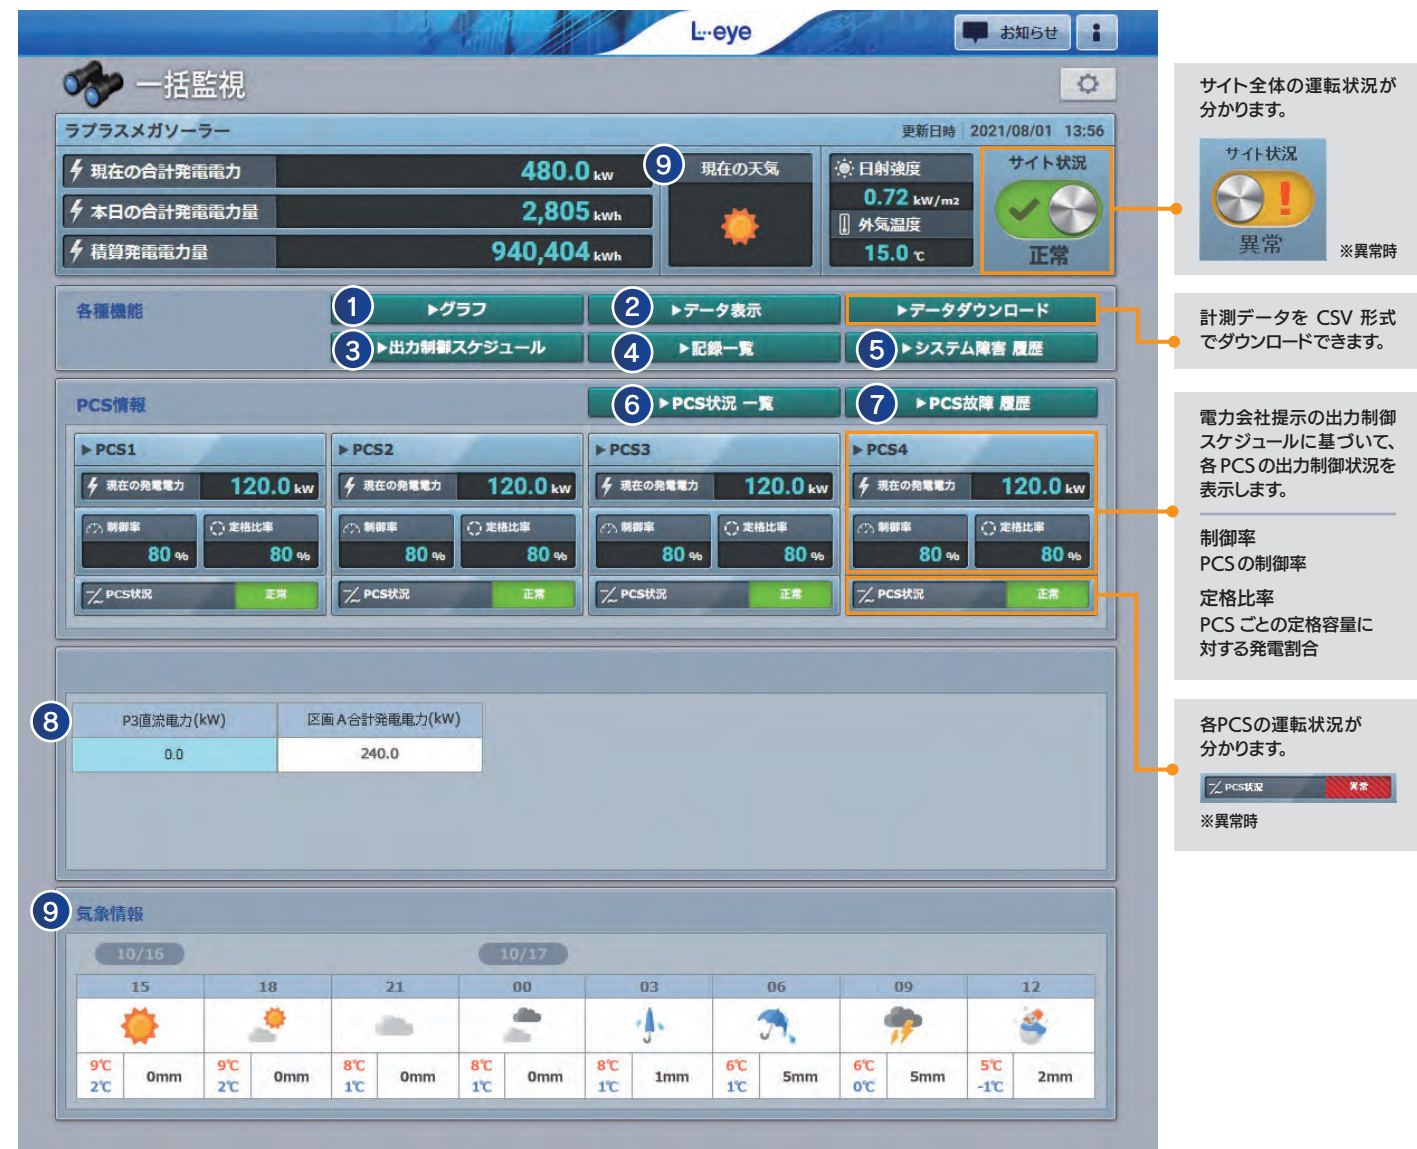 L・eye
お知らせ
一括監視
ラプラスメガソーラー
更新日時 2021/08/01 13:56
現在の合計発電電力 480.0 kW
本日の合計発電電力量 2,805 kWh
積算発電電力量 940,404 kWh
9 現在の天気
日射強度
0.72 kW/m2
外気温度
15.0 ℃
サイト状況
正常
各種機能
1 ▶グラフ
2 ▶データ表示
▶データダウンロード
3 ▶出力制御スケジュール
4 ▶記録一覧
5 ▶システム障害 履歴
PCS情報
6 ▶PCS状況 一覧
7 ▶PCS故障 履歴
▶PCS1
現在の発電電力 120.0 kW
制御率 定格比率
80 % 80 %
PCS状況 正常
▶PCS2
現在の発電電力 120.0 kW
制御率 定格比率
80 % 80 %
PCS状況 正常
▶PCS3
現在の発電電力 120.0 kW
制御率 定格比率
80 % 80 %
PCS状況 正常
▶PCS4
現在の発電電力 120.0 kW
制御率 定格比率
80 % 80 %
PCS状況 正常
8 P3直流電力(kW) 区画A合計発電電力(kW)
0.0 240.0
9 気象情報
10/16 10/17
15 18 21 00 03 06 09 12
9℃ 9℃ 8℃ 8℃ 8℃ 6℃ 6℃ 5℃
0mm 0mm 0mm 0mm 1mm 5mm 5mm 2mm
2℃ 2℃ 1℃ 1℃ 1℃ 1℃ 0℃ -1℃
サイト全体の運転状況が
分かります。
サイト状況
異常
※異常時
計測データを CSV 形式
でダウンロードできます。
電力会社提示の出力制御
スケジュールに基づいて、
各PCSの出力制御状況を
表示します。
制御率
PCSの制御率
定格比率
PCS ごとの定格容量に
対する発電割合
各PCSの運転状況が
分かります。
PCS状況 異常
※異常時